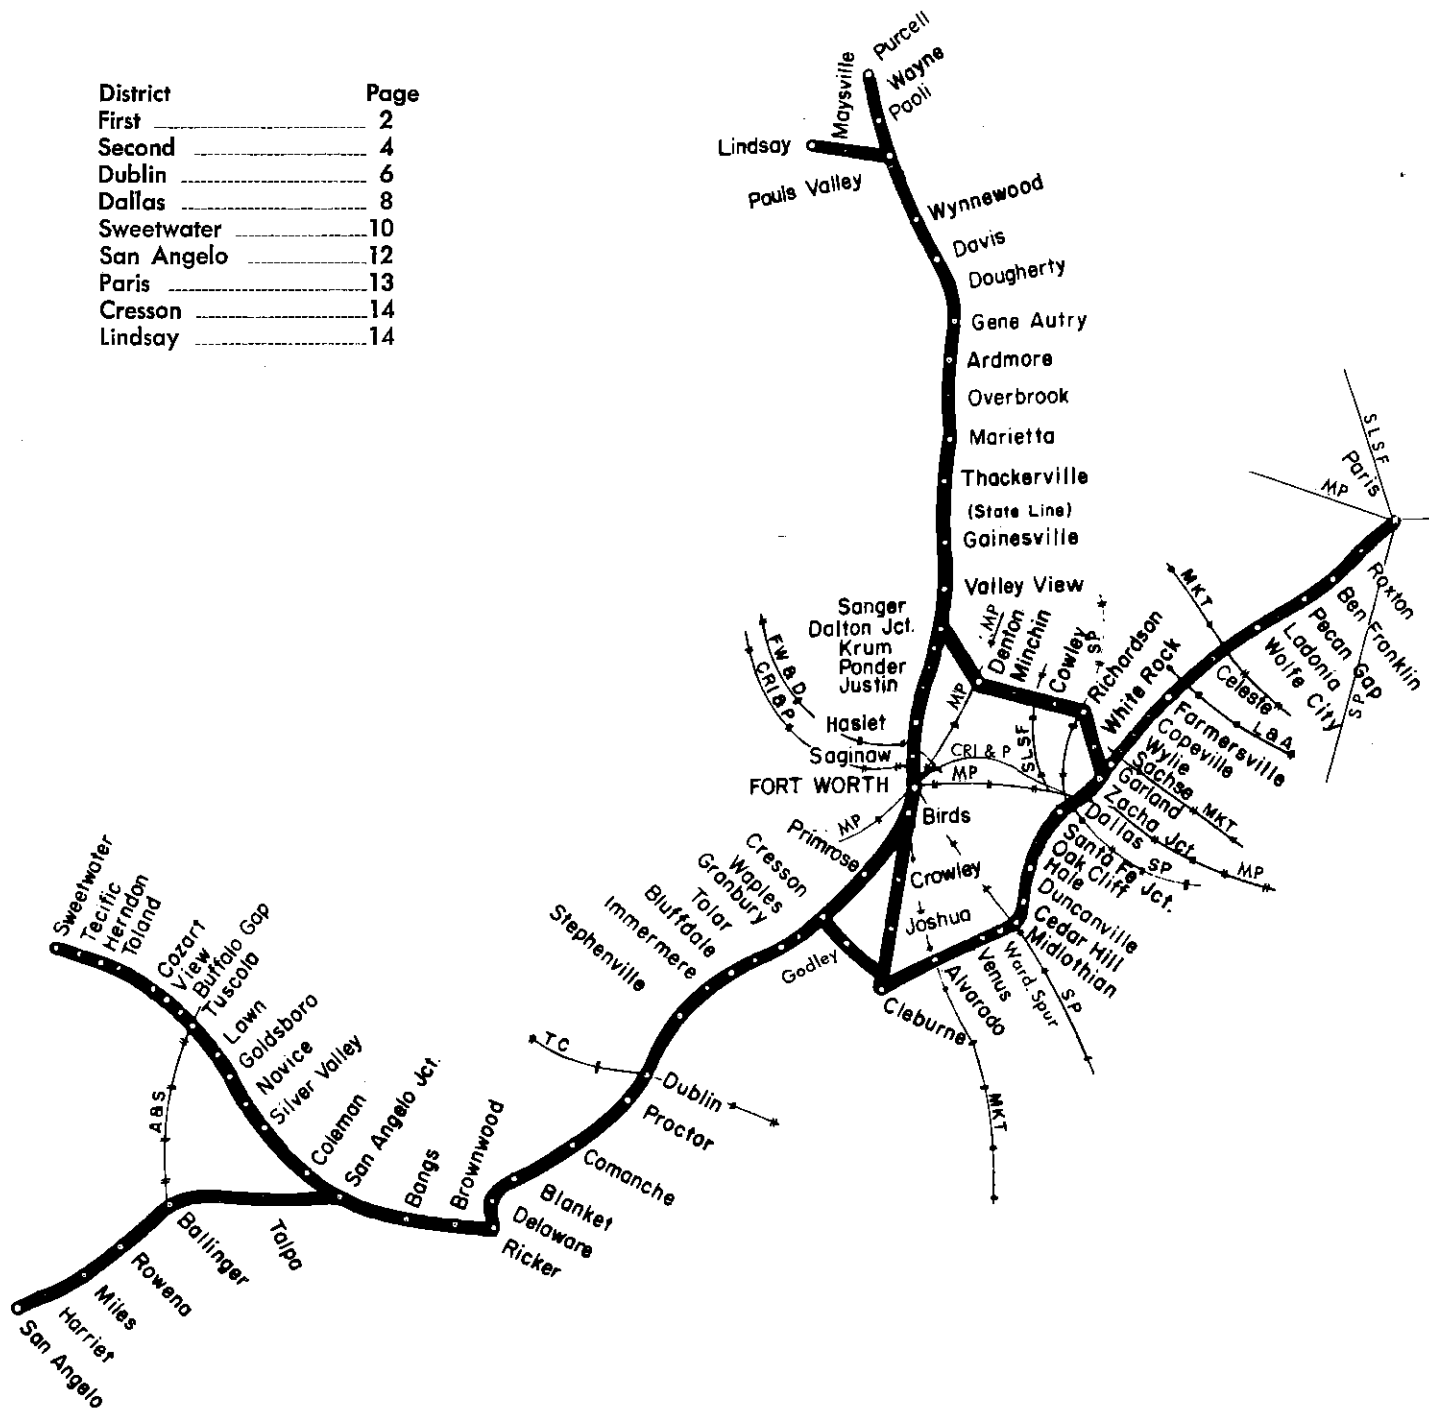 District Page
First 2
Second 4
Dublin 6
Dallas 8
Sweetwater 10
San Angelo 12
Paris 13
Cresson 14
Lindsay 14
Purcell
Wayne
Paoli
Maysville
Lindsay
Pauls Valley
Wynnewood
Davis
Dougherty
Gene Autry
Ardmore
Overbrook
Marietta
Thackerville
(State Line)
Gainesville
Valley View
Sanger
Dalton Jct.
Krum
Ponder
Justin
Haslet
Saginaw
FORT WORTH
Birds
FW & D
CRI & P
MP
Denton
Minchin
Cowley
SP
Richardson
White Rock
MP
SLSF
CRI & P
MP
MP
SLSF
Paris
MP
Roxton
Ben Franklin
Pecan Gap
Ladonia
Wolfe City
SP
MKT
Celeste
L & A
Farmersville
Copeville
Wylie
Sachse
MKT
Garland
Zacha Jct.
MP
Dallas
SP
Santa Fe Jct.
Oak Cliff
Hale
Duncanville
Cedar Hill
Midlothian
Ward. Spur
SP
Venus
Alvarado
MKT
Cleburne
Crowley
Joshua
Godley
Primrose
Cresson
Waples
Granbury
Tolar
Bluffdale
Immermere
Stephenville
TC
Dublin
Proctor
Comanche
Blanket
Delaware
Ricker
Brownwood
Bangs
San Angelo Jct.
Coleman
Silver Valley
Novice
Goldsboro
Lawn
Tuscola
Buffalo Gap
View
Cozart
Toland
Herndon
Tecific
Sweetwater
A & S
Talpa
Ballinger
Rowena
Miles
Harriet
San Angelo